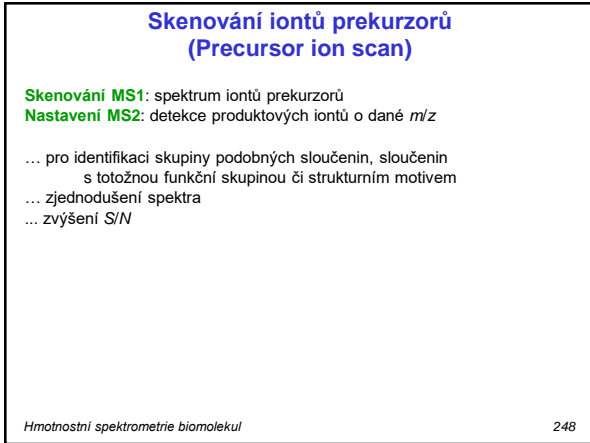 Skenování iontů prekurzorů
(Precursor ion scan)
Skenování MS1: spektrum iontů prekurzorů
Nastavení MS2: detekce produktových iontů o dané m/z
… pro identifikaci skupiny podobných sloučenin, sloučenin
s totožnou funkční skupinou či strukturním motivem
… zjednodušení spektra
... zvýšení S/N
Hmotnostní spektrometrie biomolekul 248